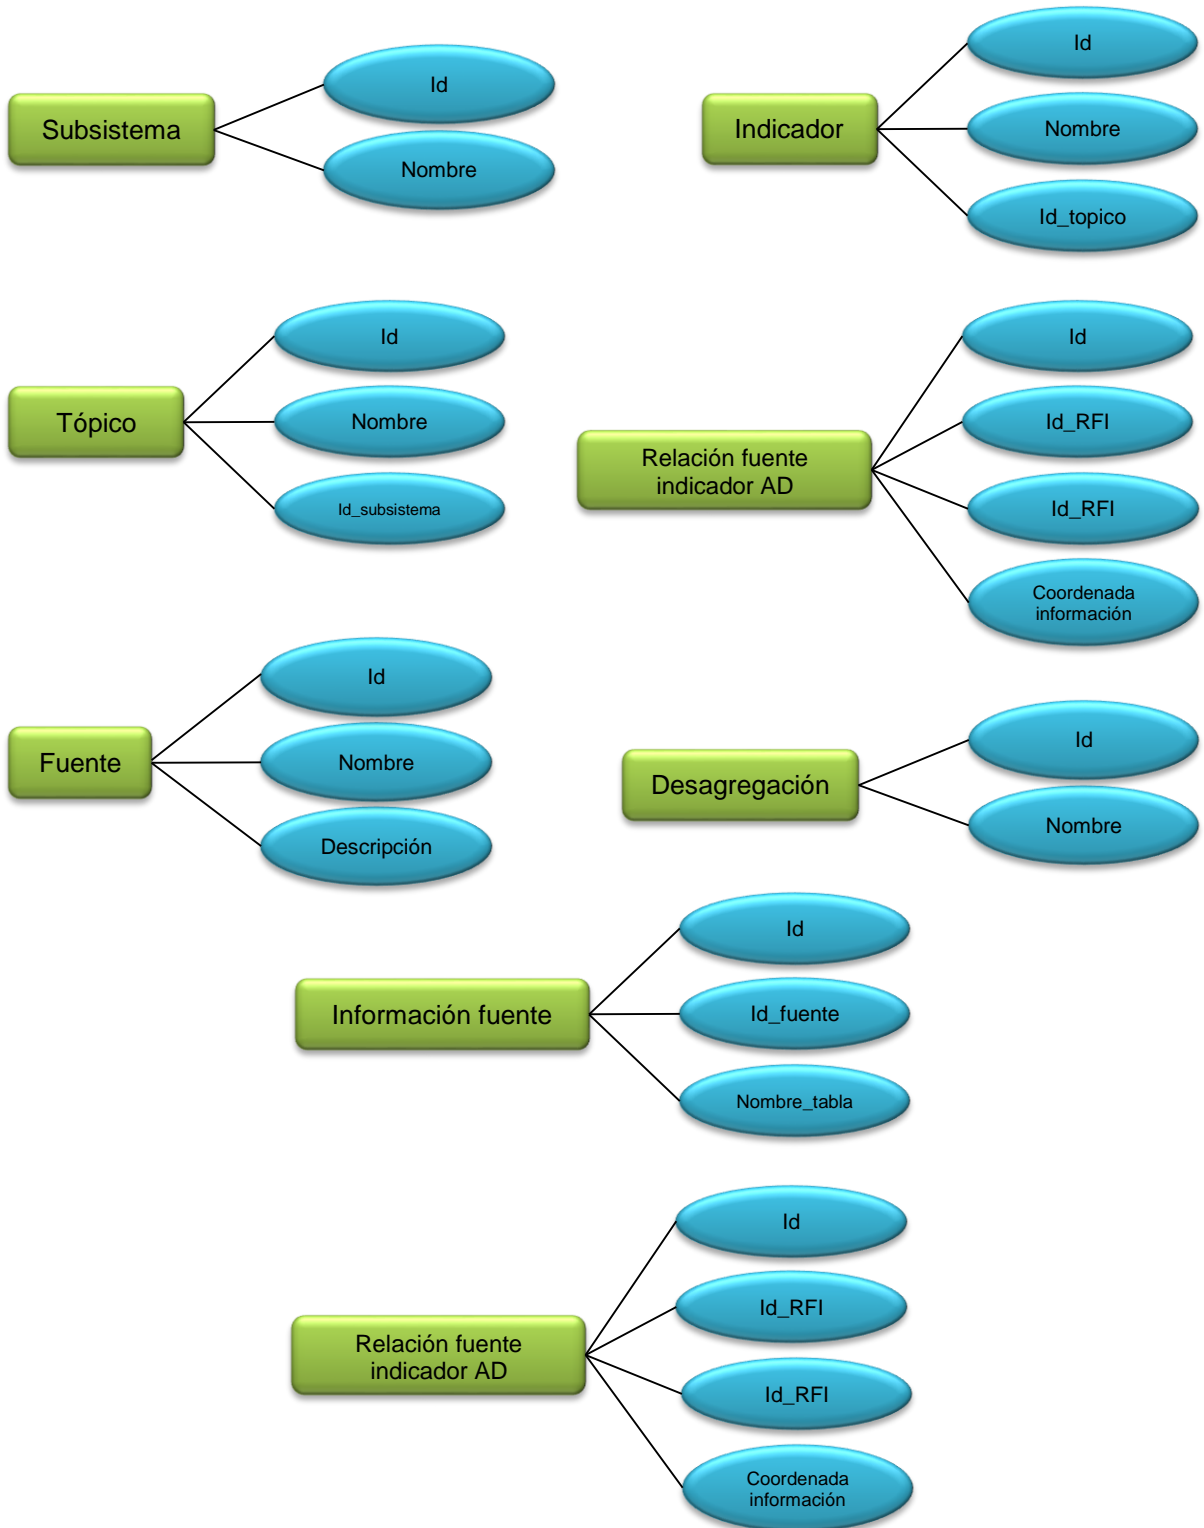 Subsistema
Id
Nombre
Indicador
Id
Nombre
Id_topico
Tópico
Id
Nombre
Id_subsistema
Relación fuente
indicador AD
Id
Id_RFI
Id_RFI
Coordenada
información
Fuente
Id
Nombre
Descripción
Desagregación
Id
Nombre
Información fuente
Id
Id_fuente
Nombre_tabla
Relación fuente
indicador AD
Id
Id_RFI
Id_RFI
Coordenada
información